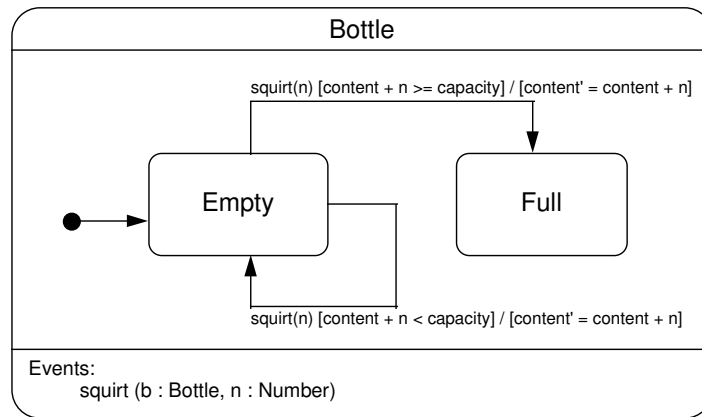 Bottle
squirt(n) [content + n >= capacity] / [content' = content + n]
Empty
Full
squirt(n) [content + n < capacity] / [content' = content + n]
Events:
squirt (b : Bottle, n : Number)